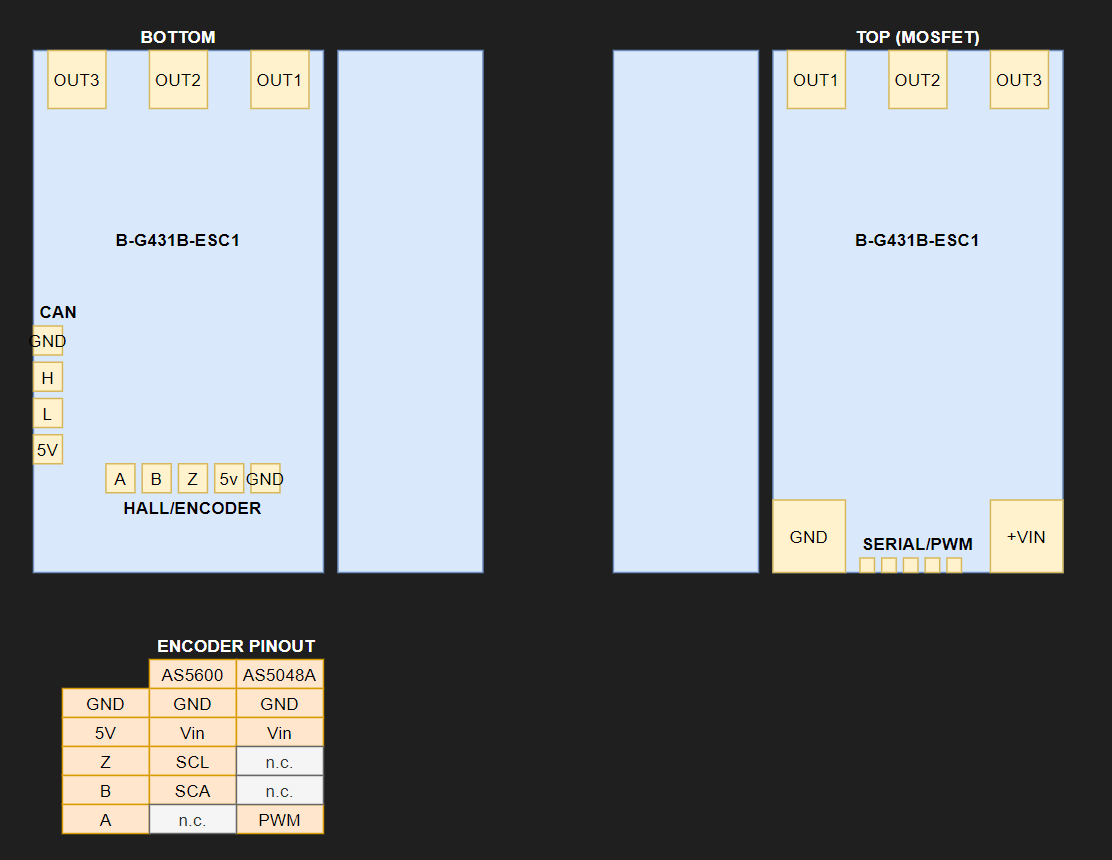 BOTTOM
TOP (MOSFET)
OUT3 OUT2 OUT1
OUT1 OUT2 OUT3
B-G431B-ESC1
B-G431B-ESC1
CAN
GND
H
L
5V
A B Z 5v GND
HALL/ENCODER
GND
SERIAL/PWM
+VIN
ENCODER PINOUT
AS5600 AS5048A
GND GND GND
5V Vin Vin
Z SCL n.c.
B SCA n.c.
A n.c. PWM